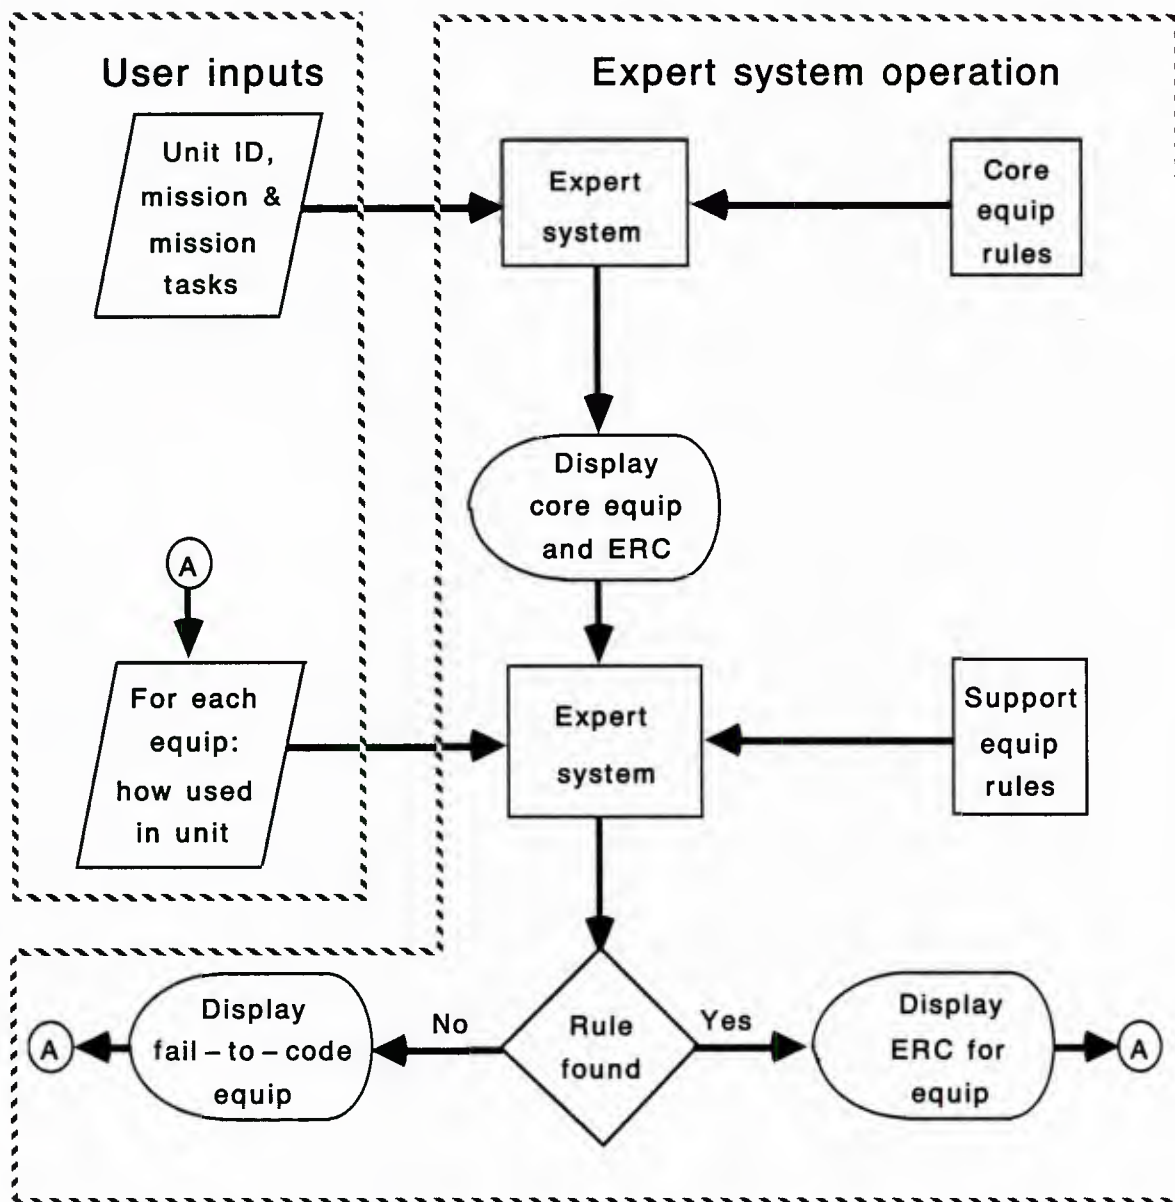 User inputs
Expert system operation
Unit ID,
mission &
mission
tasks
Expert
system
Core
equip
rules
Display
core equip
and ERC
A
For each
equip:
how used
in unit
Expert
system
Support
equip
rules
A
Display
fail-to-code
equip
No
Rule
found
Yes
Display
ERC for
equip
A